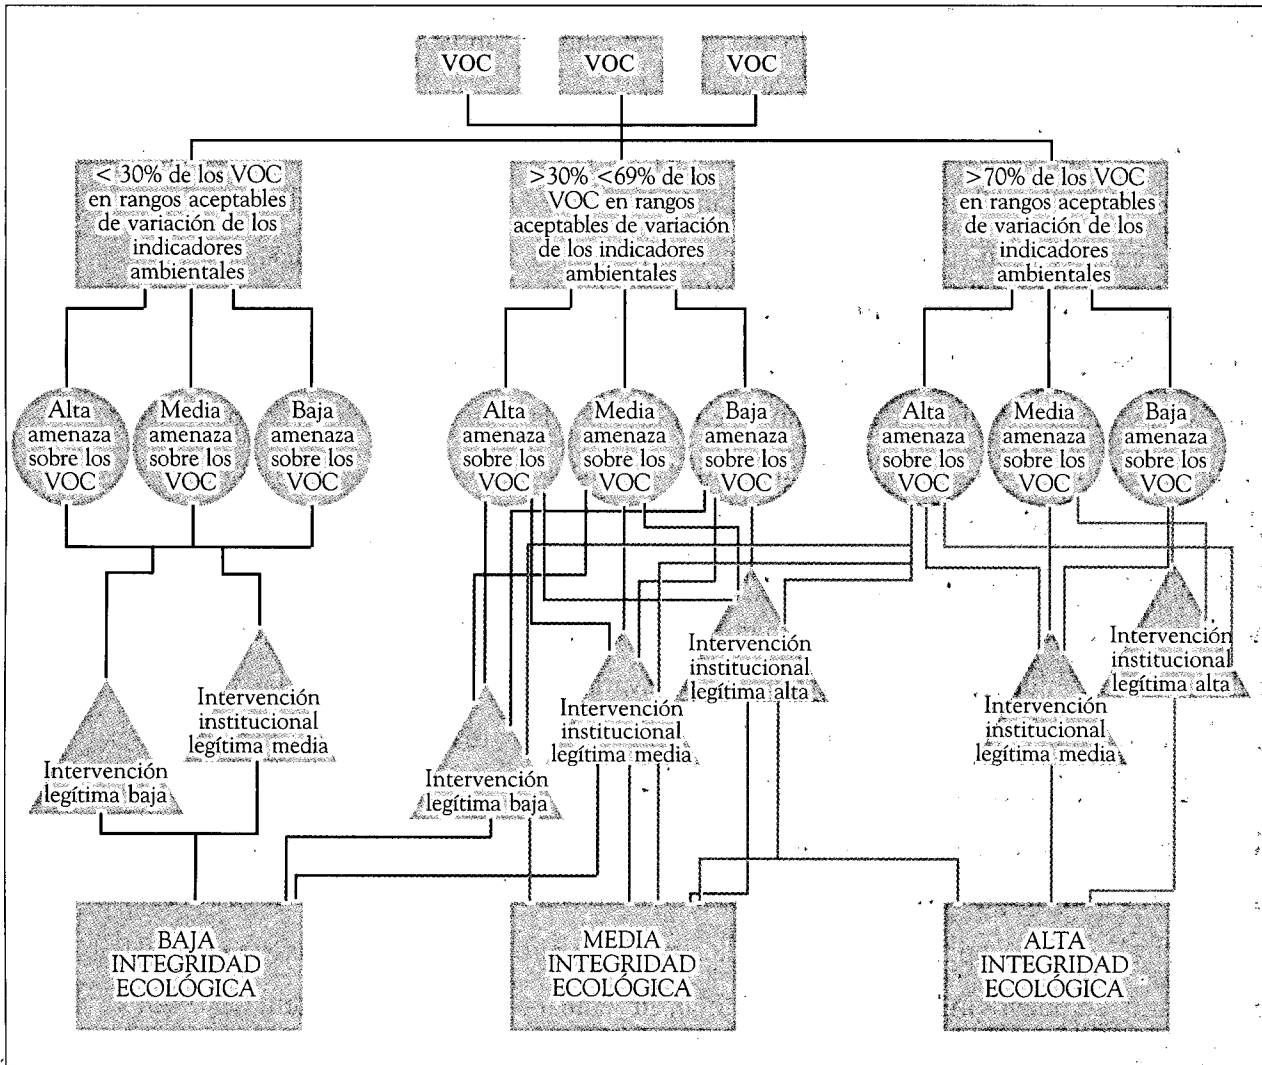 VOC
VOC
VOC
< 30% de los VOC
en rangos aceptables
de variación de los
indicadores
ambientales
>30% <69% de los
VOC en rangos
aceptables de variación
de los indicadores
ambientales
>70% de los VOC
en rangos aceptables
de variación de los
indicadores
ambientales
Alta
amenaza
sobre los
VOC
Media
amenaza
sobre los
VOC
Baja
amenaza
sobre los
VOC
Alta
amenaza
sobre los
VOC
Media
amenaza
sobre los
VOC
Baja
amenaza
sobre los
VOC
Alta
amenaza
sobre los
VOC
Media
amenaza
sobre los
VOC
Baja
amenaza
sobre los
VOC
Intervención
legítima baja
Intervención
institucional
legítima media
Intervención
legítima baja
Intervención
institucional
legítima media
Intervención
institucional
legítima alta
Intervención
institucional
legítima media
Intervención
institucional
legítima alta
BAJA
INTEGRIDAD
ECOLÓGICA
MEDIA
INTEGRIDAD
ECOLÓGICA
ALTA
INTEGRIDAD
ECOLÓGICA